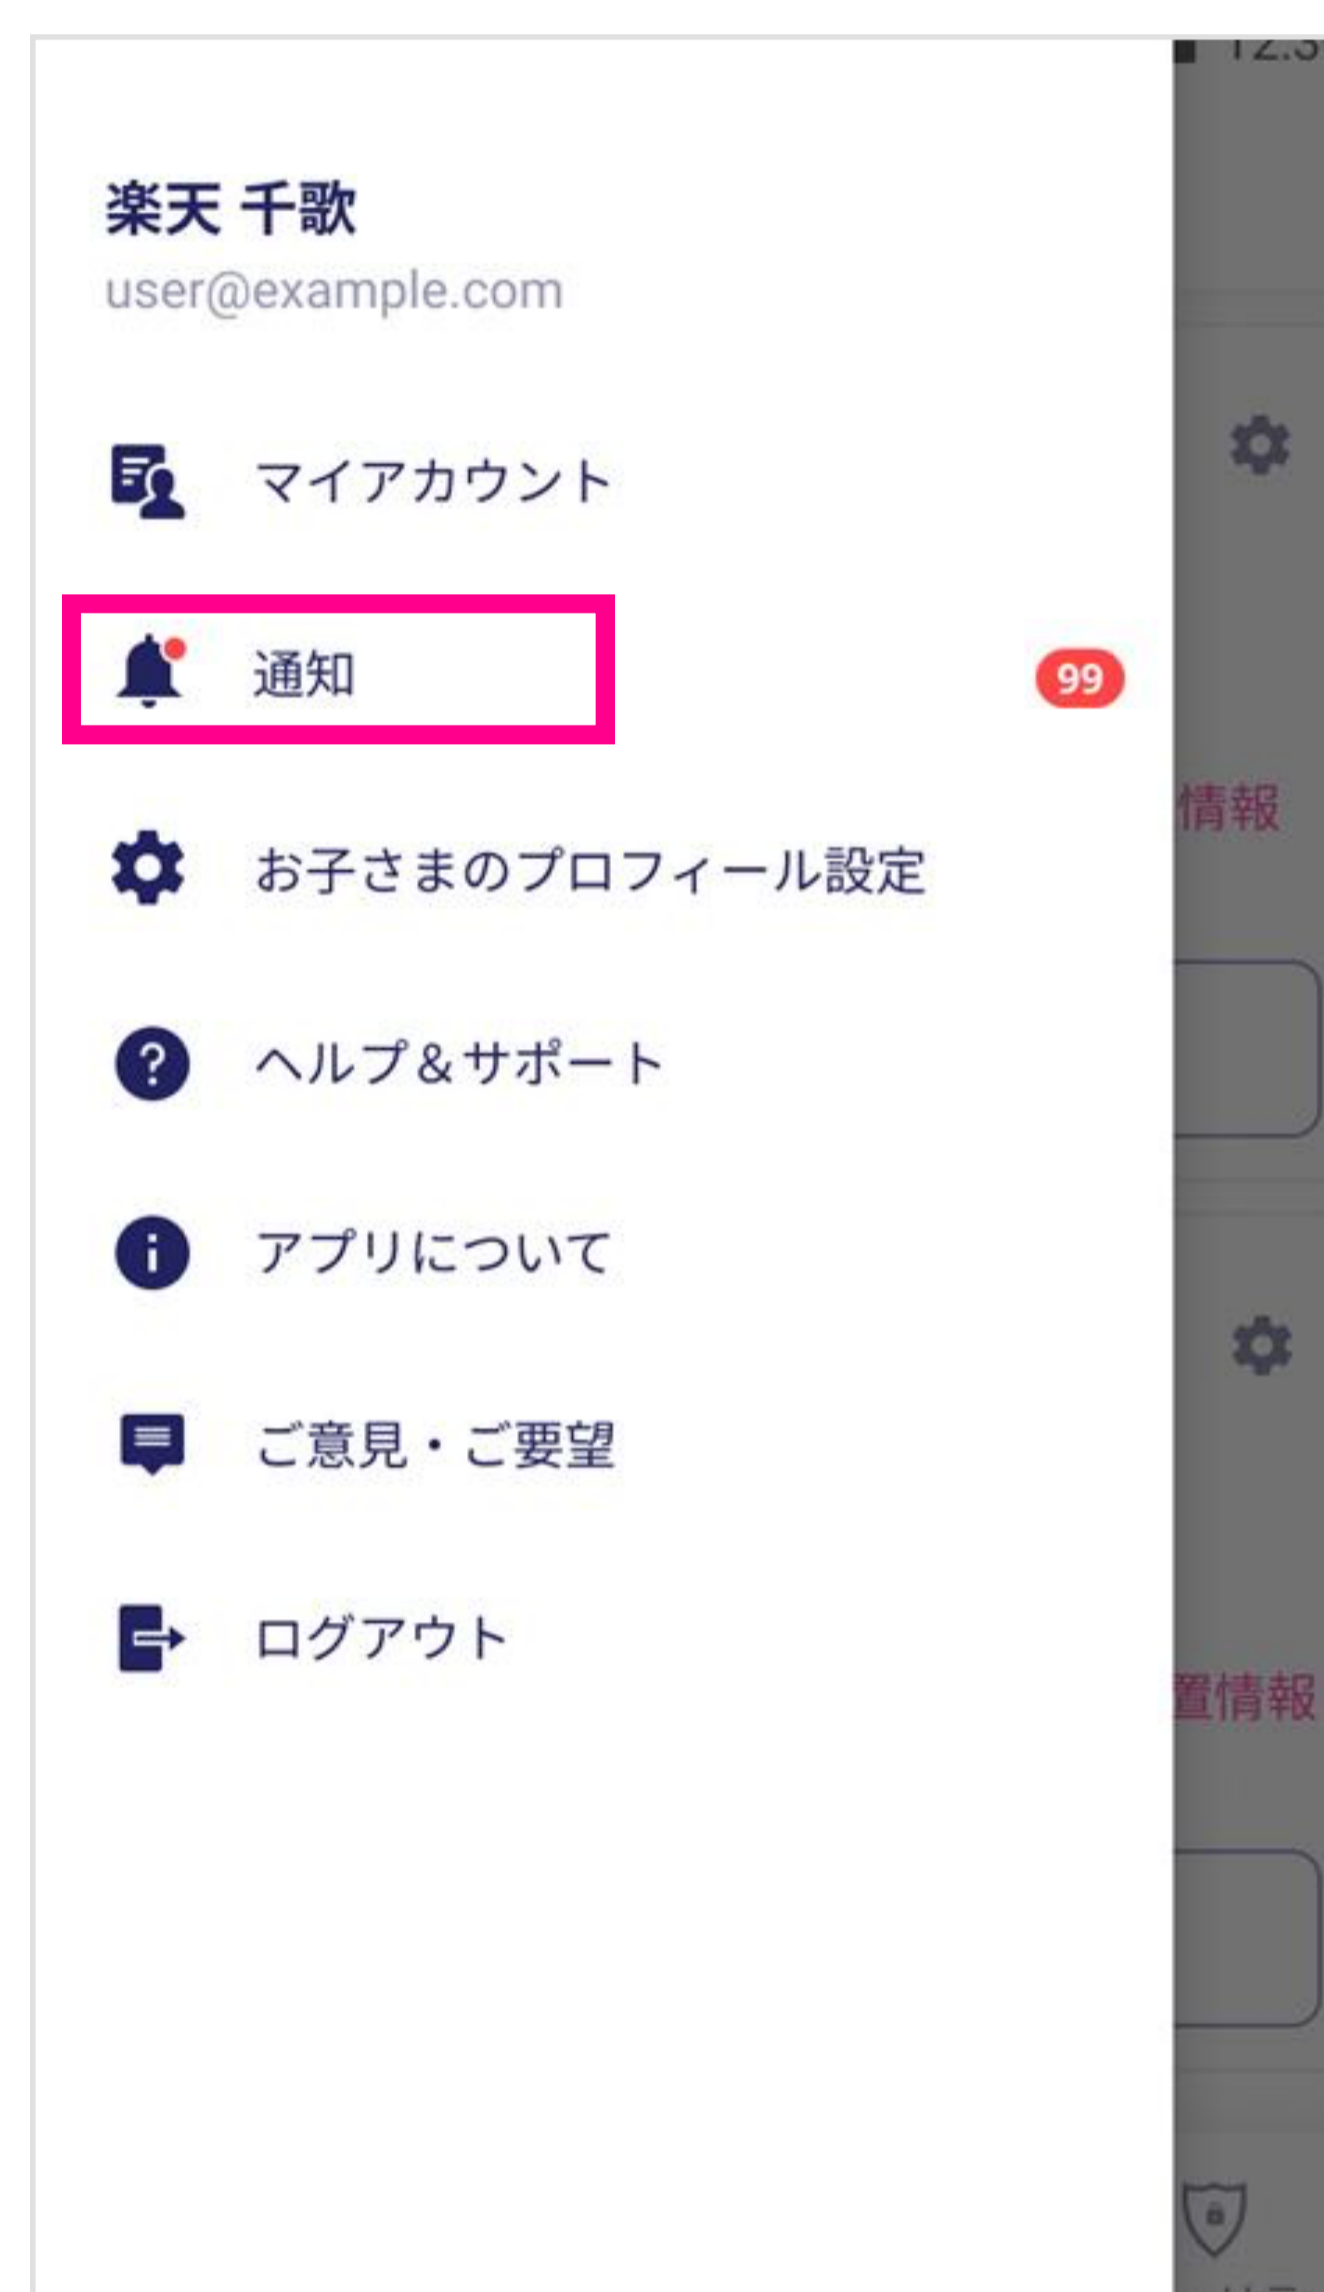 楽天 千歌
user@example.com
マイアカウント
通知
99
お子さまのプロフィール設定
ヘルプ＆サポート
アプリについて
ご意見・ご要望
ログアウト
情報
置情報